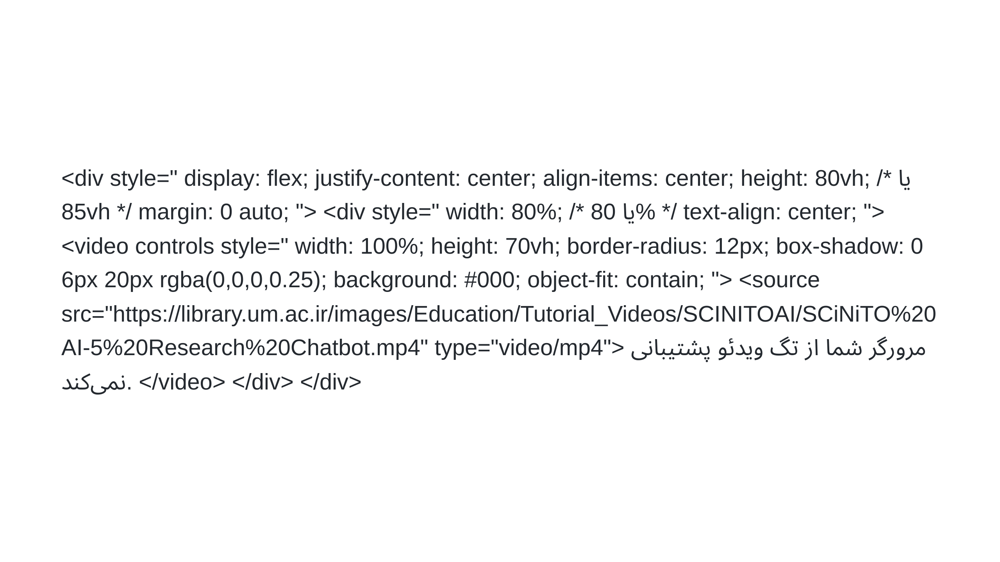 <div style=" display: flex; justify-content: center; align-items: center; height: 80vh; /* یا
85vh */ margin: 0 auto; "> <div style=" width: 80%; /* یا 80% */ text-align: center; ">
<video controls style=" width: 100%; height: 70vh; border-radius: 12px; box-shadow: 0
6px 20px rgba(0,0,0,0.25); background: #000; object-fit: contain; "> <source
src="https://library.um.ac.ir/images/Education/Tutorial_Videos/SCINITOAI/SCiNiTO%20
AI-5%20Research%20Chatbot.mp4" type="video/mp4"> مرورگر شما از تگ ویدئو پشتیبانی
نمی‌کند. </video> </div> </div>